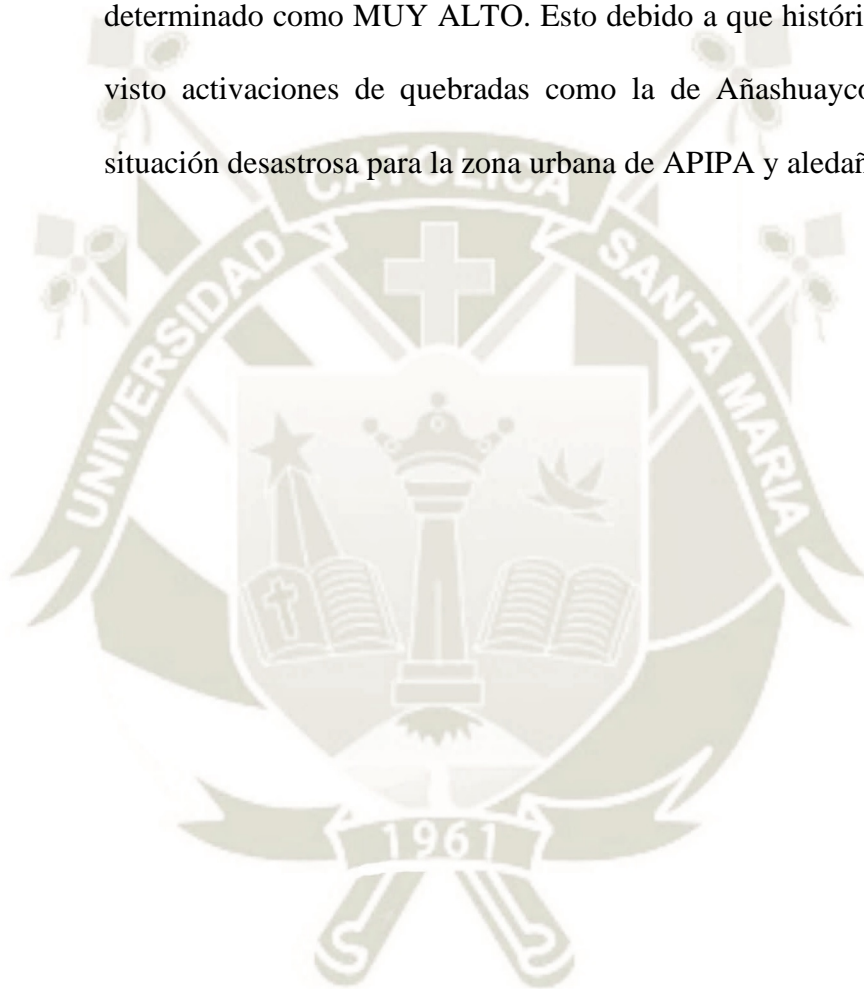 determinado como MUY ALTO. Esto debido a que históri
visto activaciones de quebradas como la de Añashuayco
situación desastrosa para la zona urbana de APIPA y aledañ
UNIVERSIDAD CATOLICA SANTA MARIA
1961